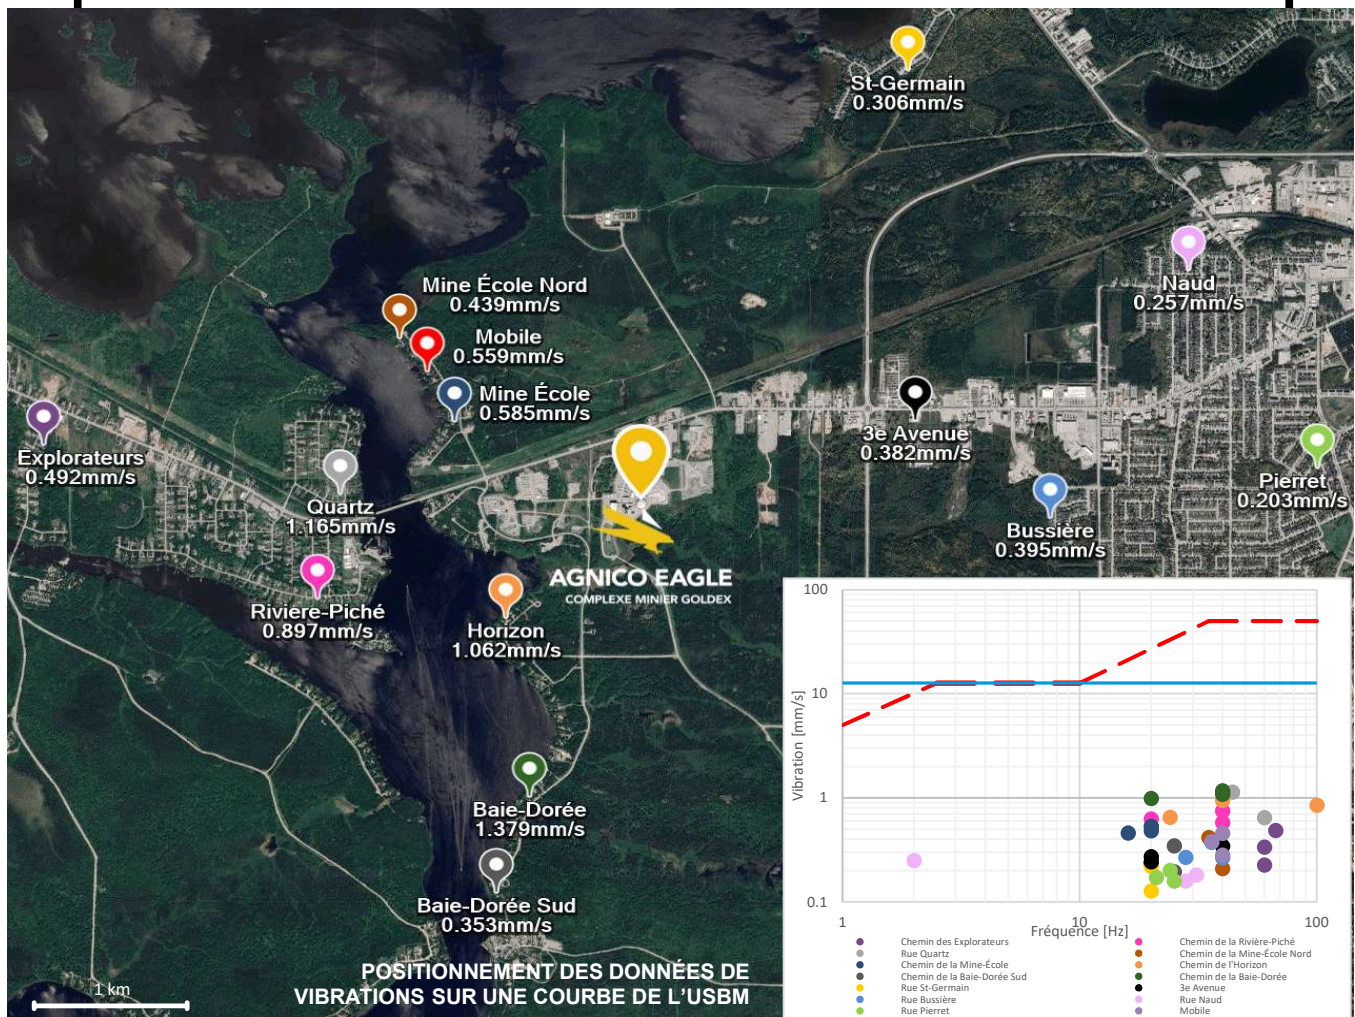 St-Germain
0.306mm/s
Naud
0.257mm/s
Mine École Nord
0.439mm/s
Mobile
0.559mm/s
Mine École
0.585mm/s
3e Avenue
0.382mm/s
Explorateurs
0.492mm/s
Quartz
1.165mm/s
Pierret
0.203mm/s
Bussière
0.395mm/s
AGNICO EAGLE
COMPLEXE MINIER GOLDEX
Riviere-Piché
0.897mm/s
Horizon
1.062mm/s
Baie-Dorée
1.379mm/s
Baie-Dorée Sud
0.353mm/s
POSITIONNEMENT DES DONNÉES DE
VIBRATIONS SUR UNE COURBE DE L'USBM
1 km
Vibration [mm/s]
100
10
1
0.1
1 10 100
Fréquence [Hz]
Chemin des Explorateurs Chemin de la Rivière-Piché
Rue Quartz Chemin de la Mine-École Nord
Chemin de la Mine-École Chemin de l'Horizon
Chemin de la Baie-Dorée Sud Chemin de la Baie-Dorée
Rue St-Germain 3e Avenue
Rue Bussière Rue Naud
Rue Pierret Mobile